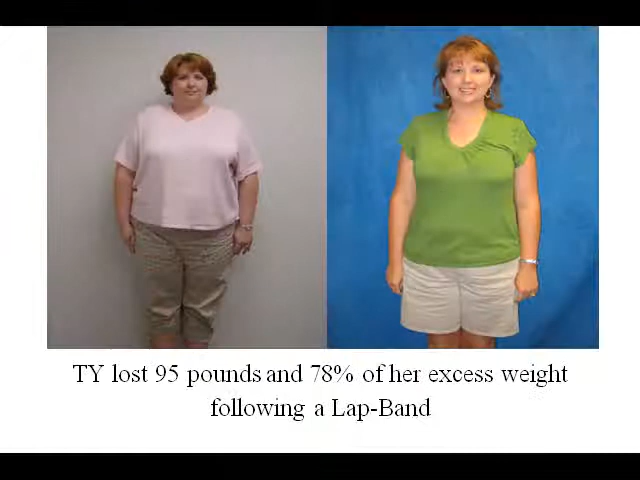 TY lost 95 pounds and 78% of her excess weight
following a Lap-Band